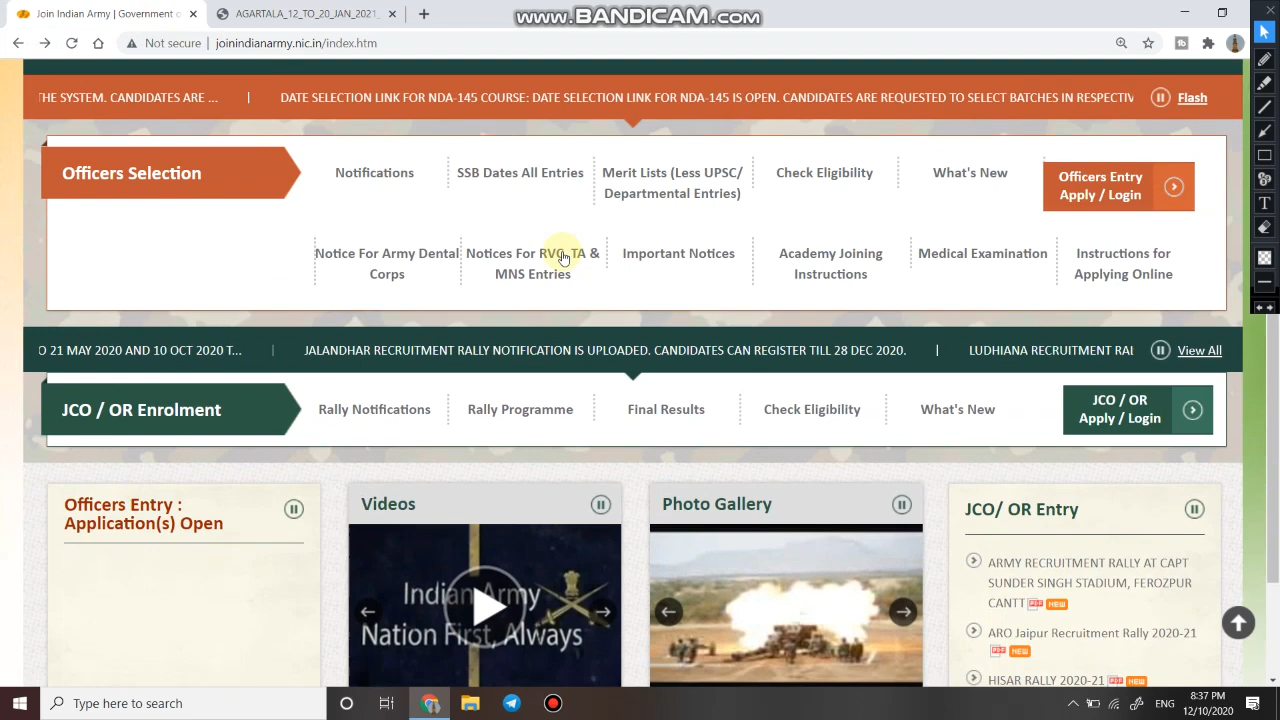 Join Indian Army | Government o
AGARTALA_12_TO_20_JAN_2021_
www.BANDICAM.com
Not secure | joinindianarmy.nic.in/index.htm
THE SYSTEM. CANDIDATES ARE ... | DATE SELECTION LINK FOR NDA-145 COURSE: DATE SELECTION LINK FOR NDA-145 IS OPEN. CANDIDATES ARE REQUESTED TO SELECT BATCHES IN RESPECTIV
Flash
Officers Selection
Notifications
SSB Dates All Entries
Merit Lists (Less UPSC/
Departmental Entries)
Check Eligibility
What's New
Officers Entry
Apply / Login
Notice For Army Dental
Corps
Notices For RVC, TA &
MNS Entries
Important Notices
Academy Joining
Instructions
Medical Examination
Instructions for
Applying Online
O 21 MAY 2020 AND 10 OCT 2020 T... | JALANDHAR RECRUITMENT RALLY NOTIFICATION IS UPLOADED. CANDIDATES CAN REGISTER TILL 28 DEC 2020. | LUDHIANA RECRUITMENT RAL
View All
JCO / OR Enrolment
Rally Notifications
Rally Programme
Final Results
Check Eligibility
What's New
JCO / OR
Apply / Login
Officers Entry :
Application(s) Open
Videos
Indian Army
Nation First, Always
Photo Gallery
JCO/ OR Entry
ARMY RECRUITMENT RALLY AT CAPT
SUNDER SINGH STADIUM, FEROZPUR
CANTT PDF NEW
ARO Jaipur Recruitment Rally 2020-21
PDF NEW
HISAR RALLY 2020-21 PDF NEW
Type here to search
ENG
8:37 PM
12/10/2020